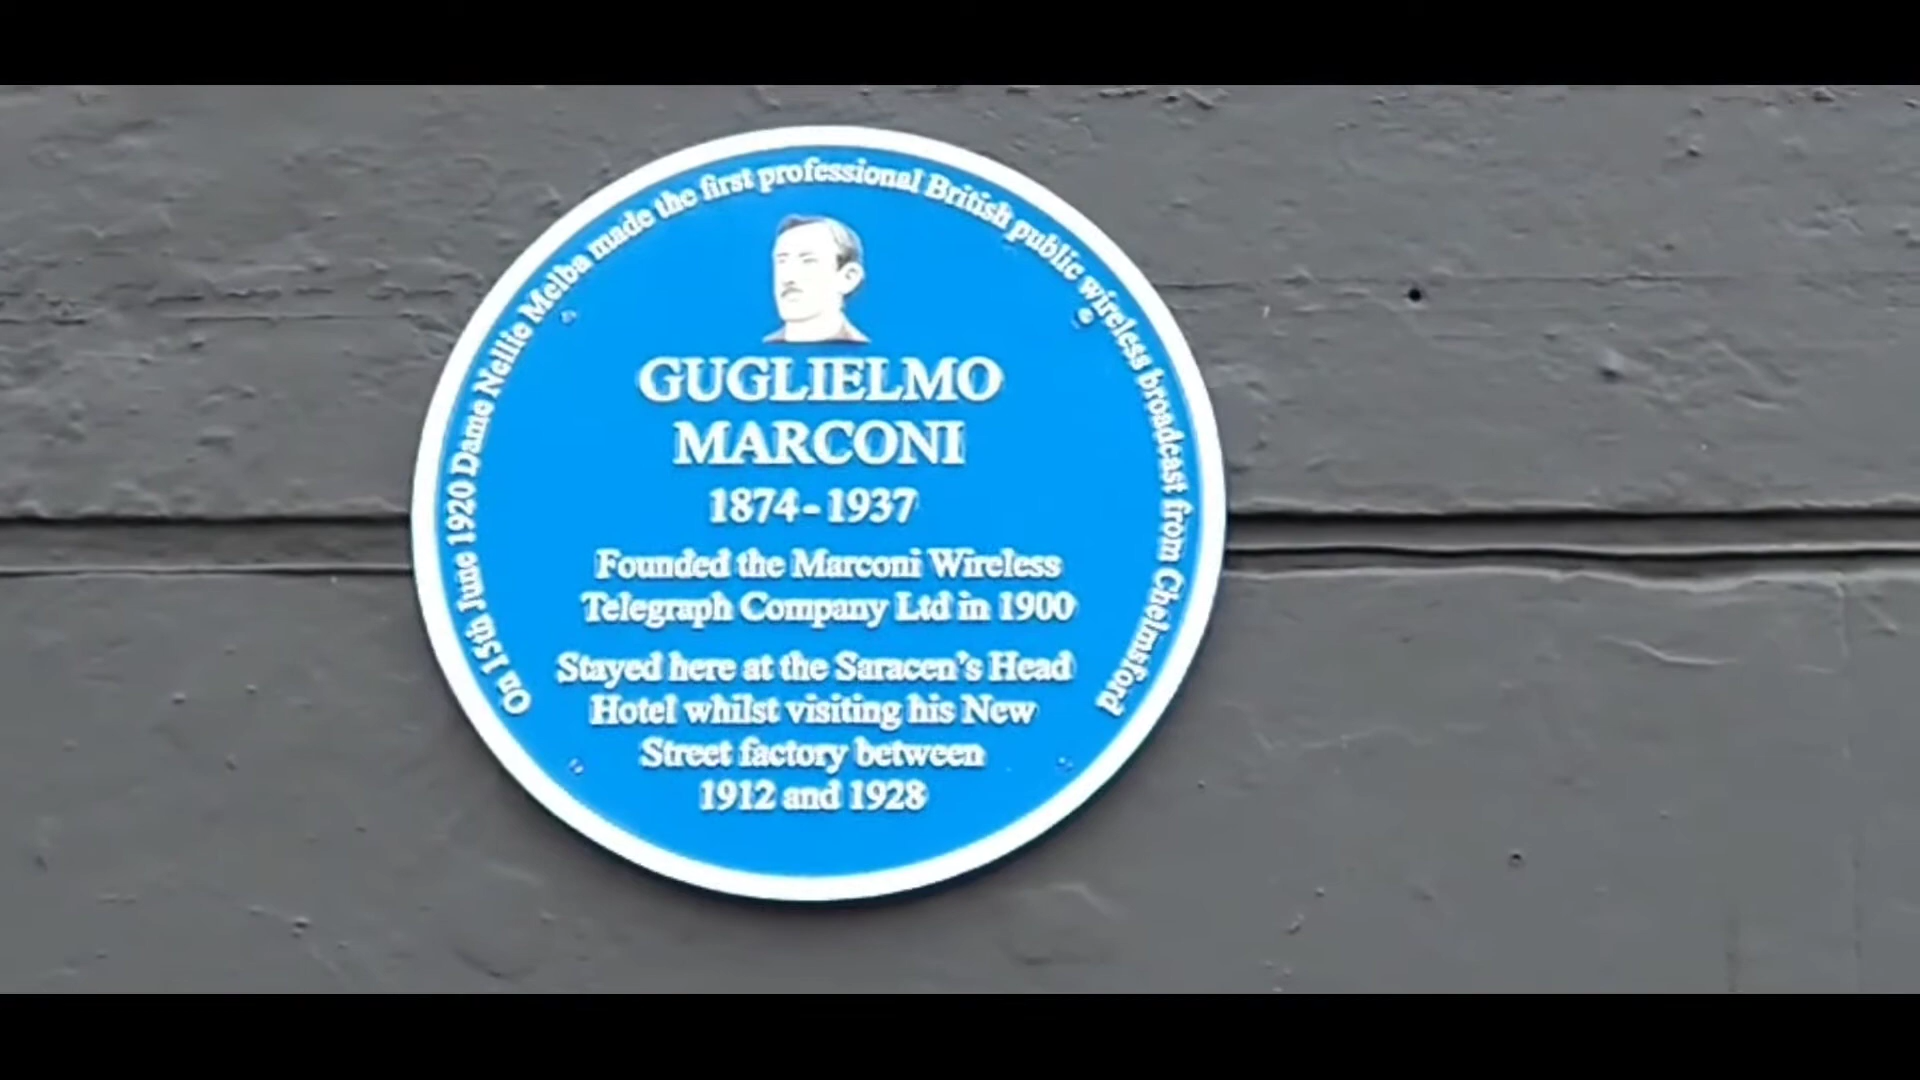 On 15th June 1920 Dame Nellie Melba made the first professional British public wireless broadcast from Chelmsford
GUGLIELMO
MARCONI
1874-1937
Founded the Marconi Wireless
Telegraph Company Ltd in 1900
Stayed here at the Saracen's Head
Hotel whilst visiting his New
Street factory between
1912 and 1928